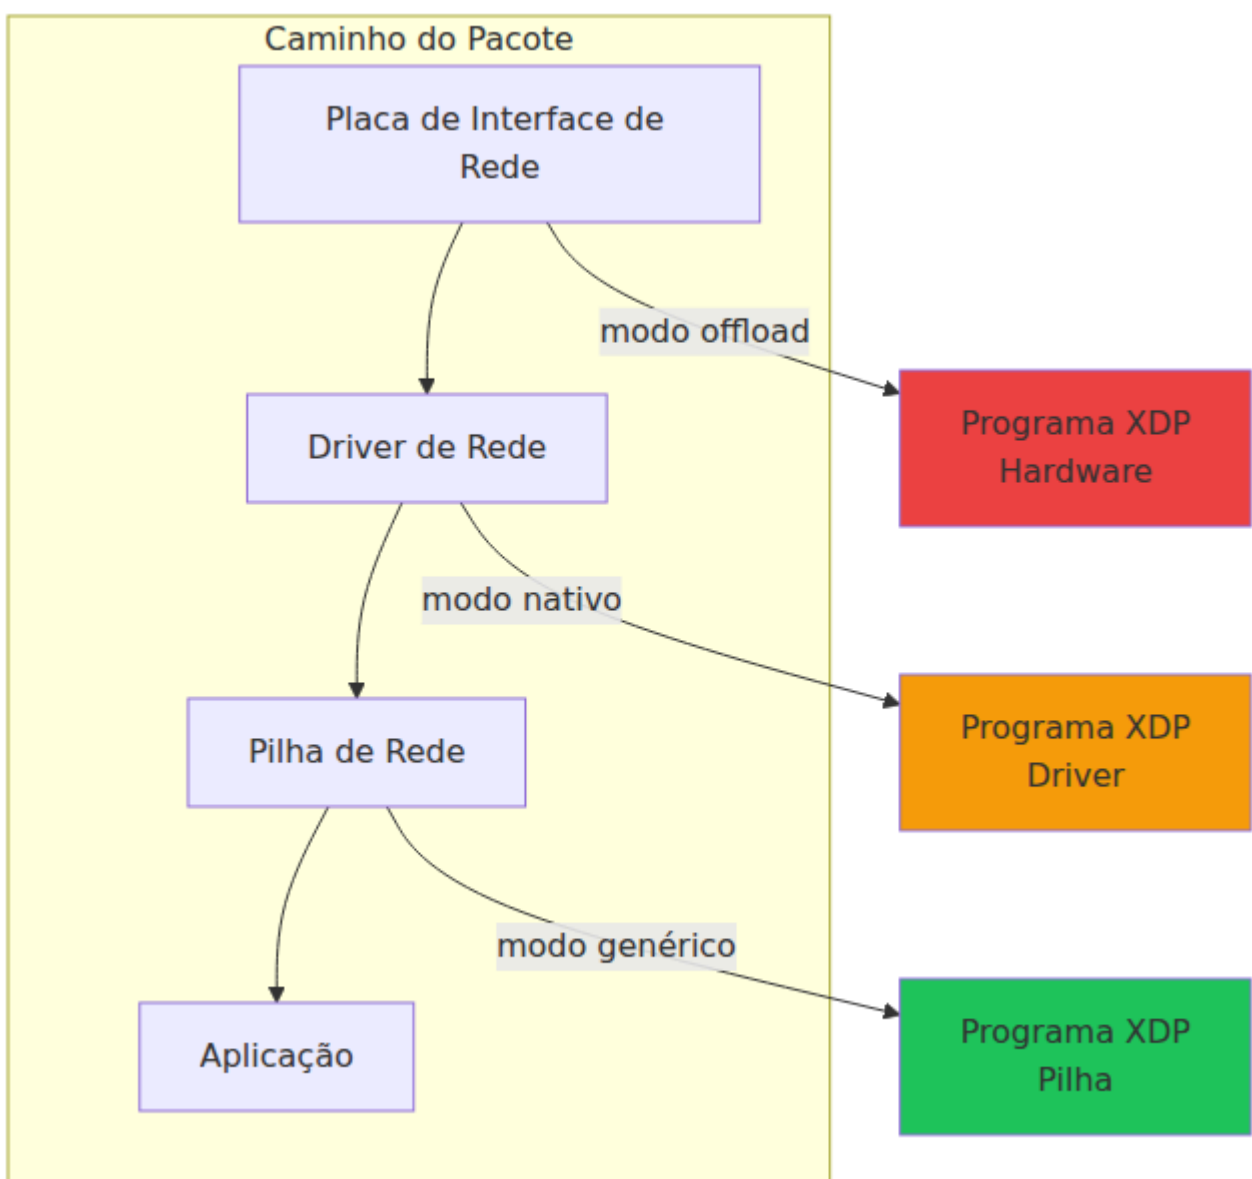 Caminho do Pacote
Placa de Interface de
Rede
modo offload
Programa XDP
Hardware
Driver de Rede
modo nativo
Programa XDP
Driver
Pilha de Rede
modo genérico
Programa XDP
Pilha
Aplicação